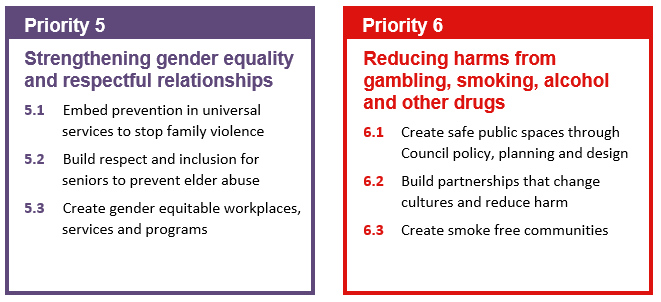 Priority 5
Strengthening gender equality
and respectful relationships
5.1 Embed prevention in universal
services to stop family violence
5.2 Build respect and inclusion for
seniors to prevent elder abuse
5.3 Create gender equitable workplaces,
services and programs
Priority 6
Reducing harms from
gambling, smoking, alcohol
and other drugs
6.1 Create safe public spaces through
Council policy, planning and design
6.2 Build partnerships that change
cultures and reduce harm
6.3 Create smoke free communities